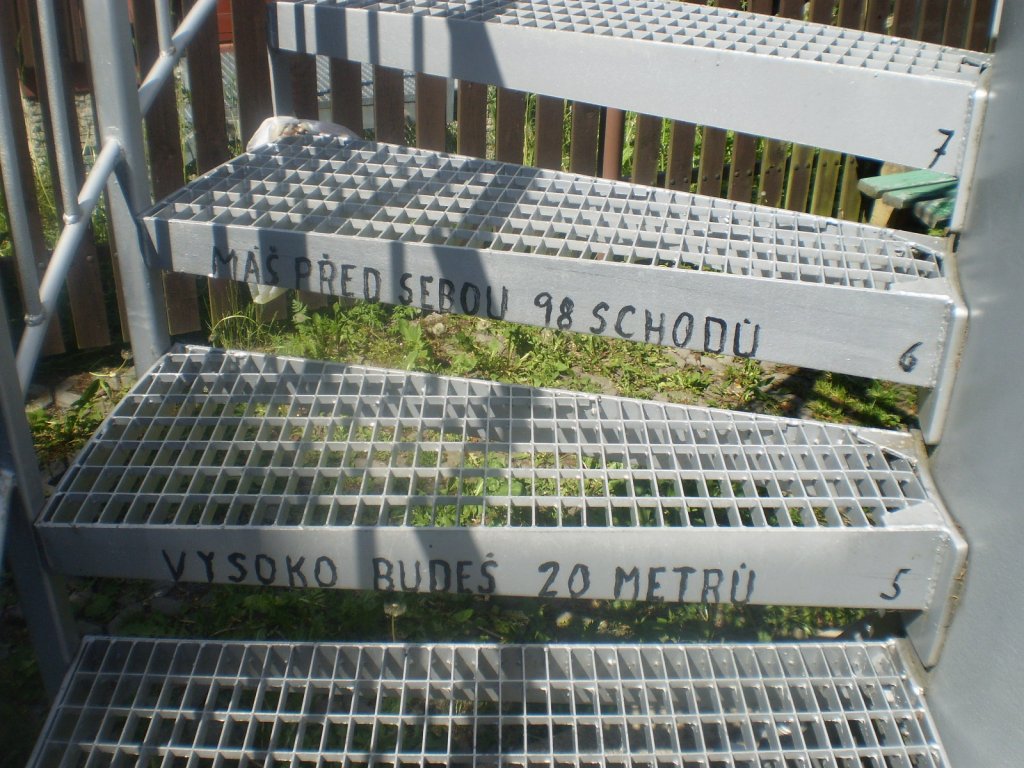 7
MÁŠ PŘED SEBOU 98 SCHODŮ 6
VYSOKO BUDEŠ 20 METRŮ 5